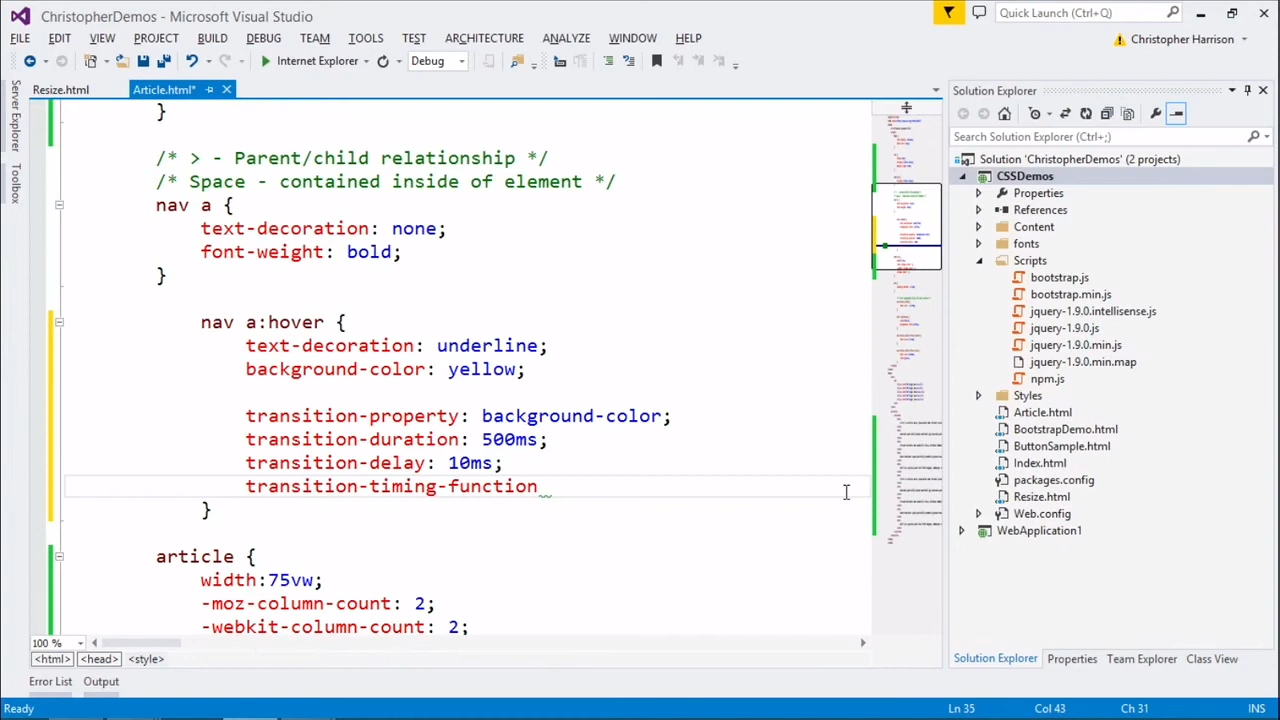 ChristopherDemos - Microsoft Visual Studio
Quick Launch (Ctrl+Q)
FILE EDIT VIEW PROJECT BUILD DEBUG TEAM TOOLS TEST ARCHITECTURE ANALYZE WINDOW HELP
Christopher Harrison
Internet Explorer
Debug
Server Explorer
Toolbox
Resize.html
Article.html*
}
/* > - Parent/child relationship */
/* Space - contained inside of element */
nav a {
text-decoration: none;
font-weight: bold;
}
nav a:hover {
text-decoration: underline;
background-color: yellow;
transition-property: background-color;
transition-duration: 500ms;
transition-delay: 10ms;
transition-timing-function
}
article {
width:75vw;
-moz-column-count: 2;
-webkit-column-count: 2;
100 %
<html> <head> <style>
Error List Output
Solution Explorer
Search Solution Explorer (Ctrl+;)
Solution 'ChristopherDemos' (2 projects)
CSSDemos
Properties
References
Content
fonts
Scripts
bootstrap.js
bootstrap.min.js
jquery-1.9.0.intellisense.js
jquery-1.9.0.js
jquery-1.9.0.min.js
jquery-1.9.0.min.map
npm.js
Styles
Article.html
BootstrapDemo.html
ButtonSample.html
Index.html
packages.config
Resize.html
Web.config
WebApplication1
Solution Explorer Properties Team Explorer Class View
Ready
Ln 35 Col 43 Ch 31 INS